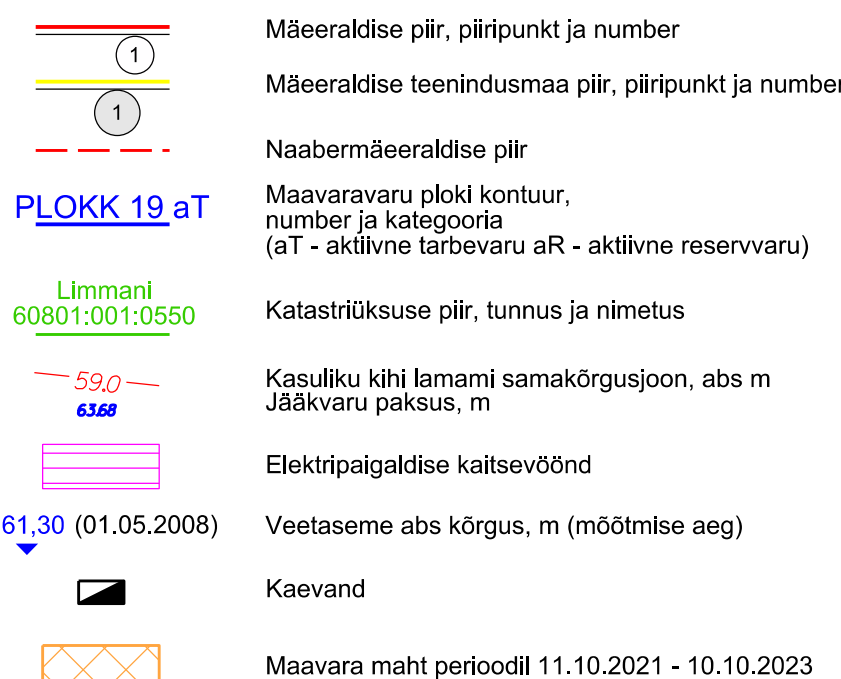 Mäeeraldise piir, piiripunkt ja number
1
Mäeeraldise teenindusmaa piir, piiripunkt ja number
1
Naabermäeeraldise piir
PLOKK 19 aT
Maavaravaru ploki kontuur,
number ja kategooria
(aT - aktiivne tarbevaru aR - aktiivne reservvaru)
Limmani
60801:001:0550
Katastriüksuse piir, tunnus ja nimetus
59.0
Kasuliku kihi lamami samakõrgusjoon, abs m
63.68
Jääkvaru paksus, m
Elektripaigaldise kaitsevöönd
61,30 (01.05.2008)
Veetaseme abs kõrgus, m (mõõtmise aeg)
Kaevand
Maavara maht perioodil 11.10.2021 - 10.10.2023